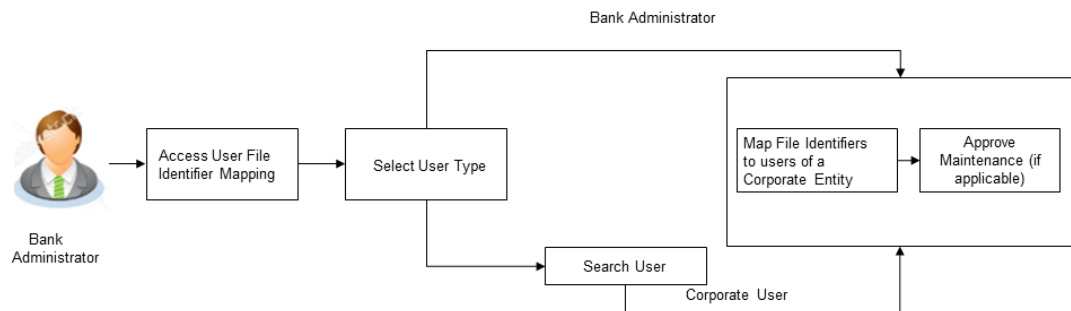 Bank Administrator
Access User File
Identifier Mapping
Select User Type
Map File Identifiers
to users of a
Corporate Entity
Approve
Maintenance (if
applicable)
Bank
Administrator
Search User
Corporate User